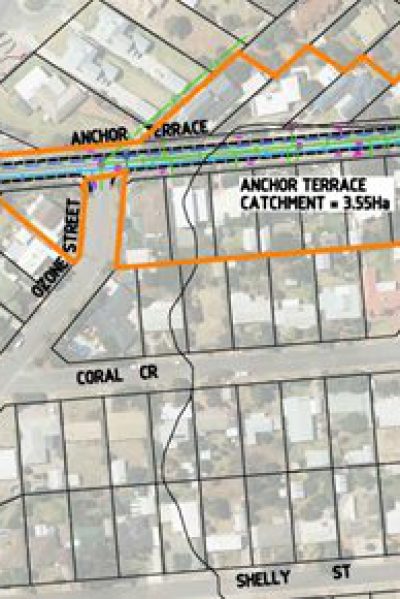 ANCHOR TERRACE
ANCHOR TERRACE
CATCHMENT = 3.55Ha
OZONE STREET
CORAL CR
SHELLY ST